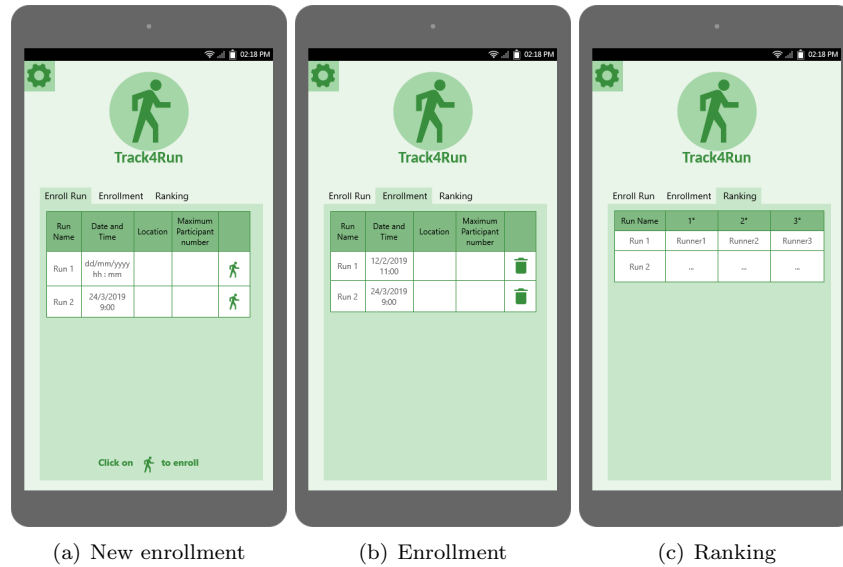 02:18 PM
Track4Run
Enroll Run Enrollment Ranking
Run Name Date and Time Location Maximum Participant number
Run 1 dd/mm/yyyy hh : mm
Run 2 24/3/2019 9:00
Click on to enroll
(a) New enrollment
02:18 PM
Track4Run
Enroll Run Enrollment Ranking
Run Name Date and Time Location Maximum Participant number
Run 1 12/2/2019 11:00
Run 2 24/3/2019 9:00
(b) Enrollment
02:18 PM
Track4Run
Enroll Run Enrollment Ranking
Run Name 1° 2° 3°
Run 1 Runner1 Runner2 Runner3
Run 2 ... ... ...
(c) Ranking